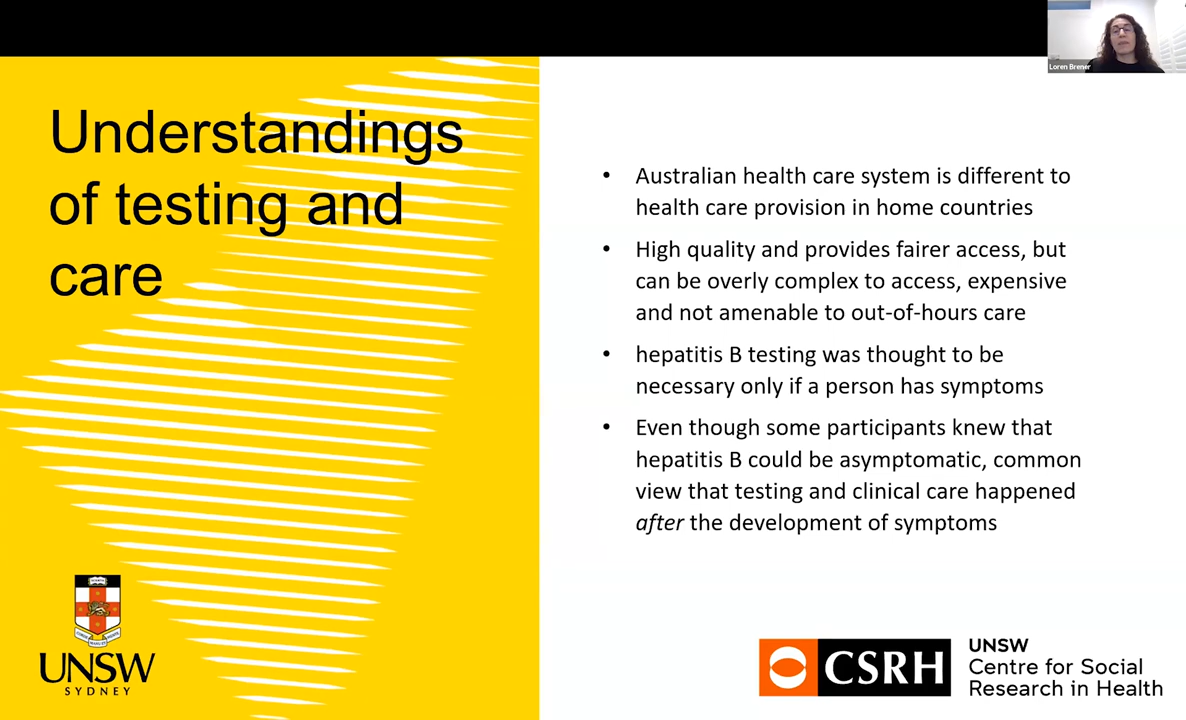 Loren Brener
Understandings
of testing and
care
• Australian health care system is different to
health care provision in home countries
• High quality and provides fairer access, but
can be overly complex to access, expensive
and not amenable to out-of-hours care
• hepatitis B testing was thought to be
necessary only if a person has symptoms
• Even though some participants knew that
hepatitis B could be asymptomatic, common
view that testing and clinical care happened
after the development of symptoms
UNSW
SYDNEY
CSRH
UNSW
Centre for Social
Research in Health